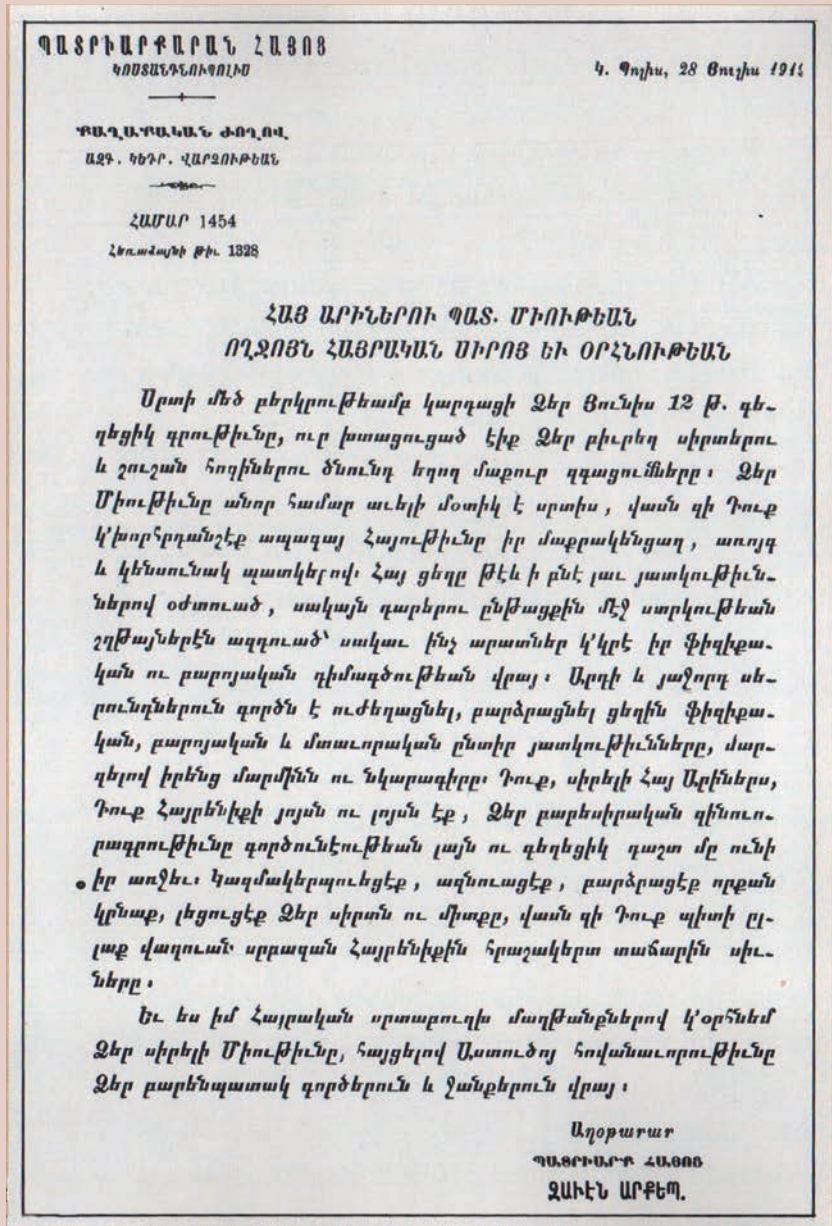 ՊԱՏՐԻԱՐՔԱՐԱՆ ՀԱՅՈՑ
ԿՈՍՏԱՆԴՆՈՒՊՈԼԻՍ
Կ. Պոլիս, 28 Յուլիս 1914
ՔԱՂԱՔԱԿԱՆ ԺՈՂՈՎ
ԱԶԳ. ԿԵԴՐ. ՎԱՐՉՈՒԹԵԱՆ
ՀԱՄԱՐ 1454
Հեռաձայնի թիւ 1328
ՀԱՅ ԱՐԻՆԵՐՈՒ ՊԱՏ. ՄԻՈՒԹԵԱՆ
ՈՂՋՈՅՆ ՀԱՅՐԱԿԱՆ ՍԻՐՈՅ ԵՒ ՕՐՀՆՈՒԹԵԱՆ
Սրտի մեծ բերկրութեամբ կարդացի Ձեր Յունիս 12 թ. գե-
ղեցիկ գրութիւնը, ուր խտացուցած էիք Ձեր բիւրեղ սիրտերու
և շուշան հոգիներու ծնունդ եղող մաքուր զգացումները։ Ձեր
Միութիւնը անոր համար աւելի մօտիկ է սրտիս, վասն զի Դուք
կ՚խորհրդանշէք ապագայ Հայութիւնը իր մաքրակենցաղ, առոյգ
և կենսունակ պատկերով։ Հայ ցեղը թէև ի բնէ լաւ յատկութիւն-
ներով օժտուած, սակայն դարերու ընթացքին մէջ ստրկութեան
շղթայներէն ազդուած՝ սակաւ ինչ արատներ կ՚կրէ իր ֆիզիքա-
կան ու բարոյական դիմագծութեան վրայ։ Արդի և յաջորդ սե-
րունդներուն գործն է ուժեղացնել, բարձրացնել ցեղին ֆիզիքա-
կան, բարոյական և մտաւորական ընտիր յատկութիւնները, մար-
զելով իրենց մարմինն ու նկարագիրը։ Դուք, սիրելի Հայ Արիներս,
Դուք Հայրենիքի յոյսն ու լոյսն էք, Ձեր բարեսիրական զինուո-
րագրութիւնը գործունէութեան լայն ու գեղեցիկ դաշտ մը ունի
իր առջեւ։ Կազմակերպուեցէք, ազնուացէք, բարձրացէք որքան
կրնաք, լեցուցէք Ձեր սիրտն ու միտքը, վասն զի Դուք պիտի ըլ-
լաք վաղուան սրբազան Հայրենիքին հրաշակերտ տաճարին սիւ-
ները։
Եւ ես իմ Հայրական սրտաբուղխ մաղթանքներով կ՚օրհնեմ
Ձեր սիրելի Միութիւնը, հայցելով Աստուծոյ հովանաւորութիւնը
Ձեր բարենպատակ գործերուն և ջանքերուն վրայ։
Աղօթարար
ՊԱՏՐԻԱՐՔ ՀԱՅՈՑ
ԶԱՒԷՆ ԱՐՔԵՊ.